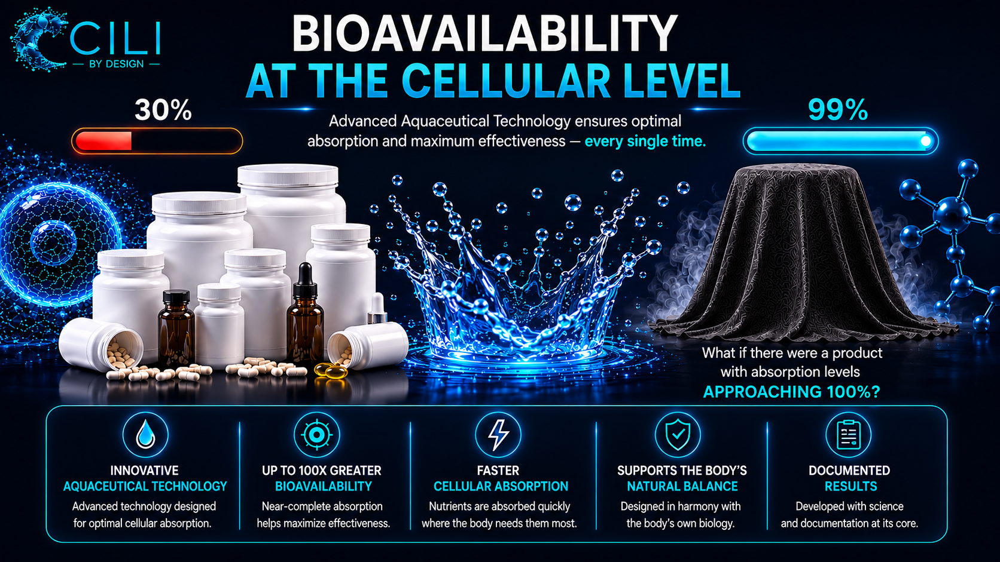 CILI
BY DESIGN
BIOAVAILABILITY
AT THE CELLULAR LEVEL
Advanced Aquaceutical Technology ensures optimal
absorption and maximum effectiveness — every single time.
30%
99%
What if there were a product
with absorption levels
APPROACHING 100%?
INNOVATIVE
AQUACEUTICAL TECHNOLOGY
Advanced technology designed
for optimal cellular absorption.
UP TO 100X GREATER
BIOAVAILABILITY
Near-complete absorption
helps maximize effectiveness.
FASTER
CELLULAR ABSORPTION
Nutrients are absorbed quickly
where the body needs them most.
SUPPORTS THE BODY'S
NATURAL BALANCE
Designed in harmony with
the body's own biology.
DOCUMENTED
RESULTS
Developed with science
and documentation at its core.